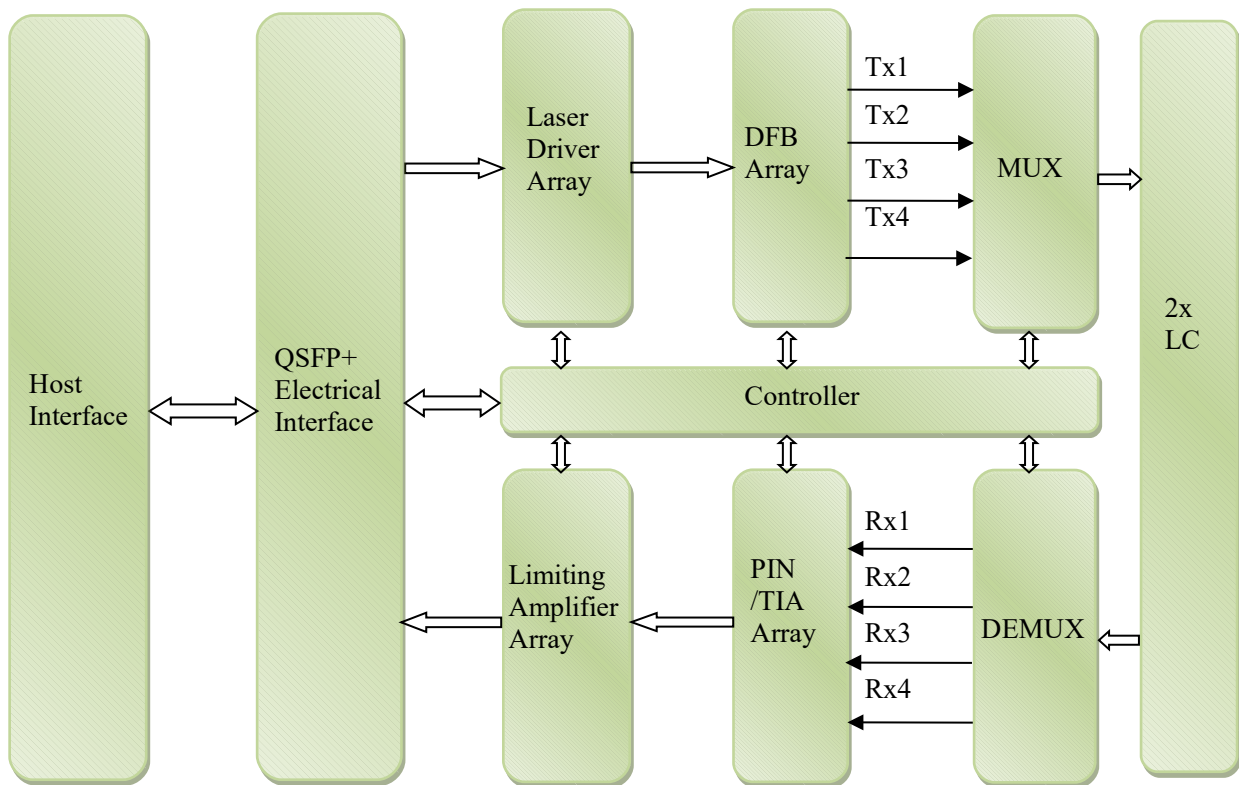 Host
Interface
QSFP+
Electrical
Interface
Laser
Driver
Array
DFB
Array
Tx1
Tx2
Tx3
Tx4
MUX
2x
LC
Controller
Limiting
Amplifier
Array
PIN
/TIA
Array
Rx1
Rx2
Rx3
Rx4
DEMUX